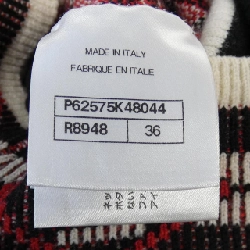 MADE IN ITALY
FABRIQUE EN ITALIE
P62575K48044
R8948 36